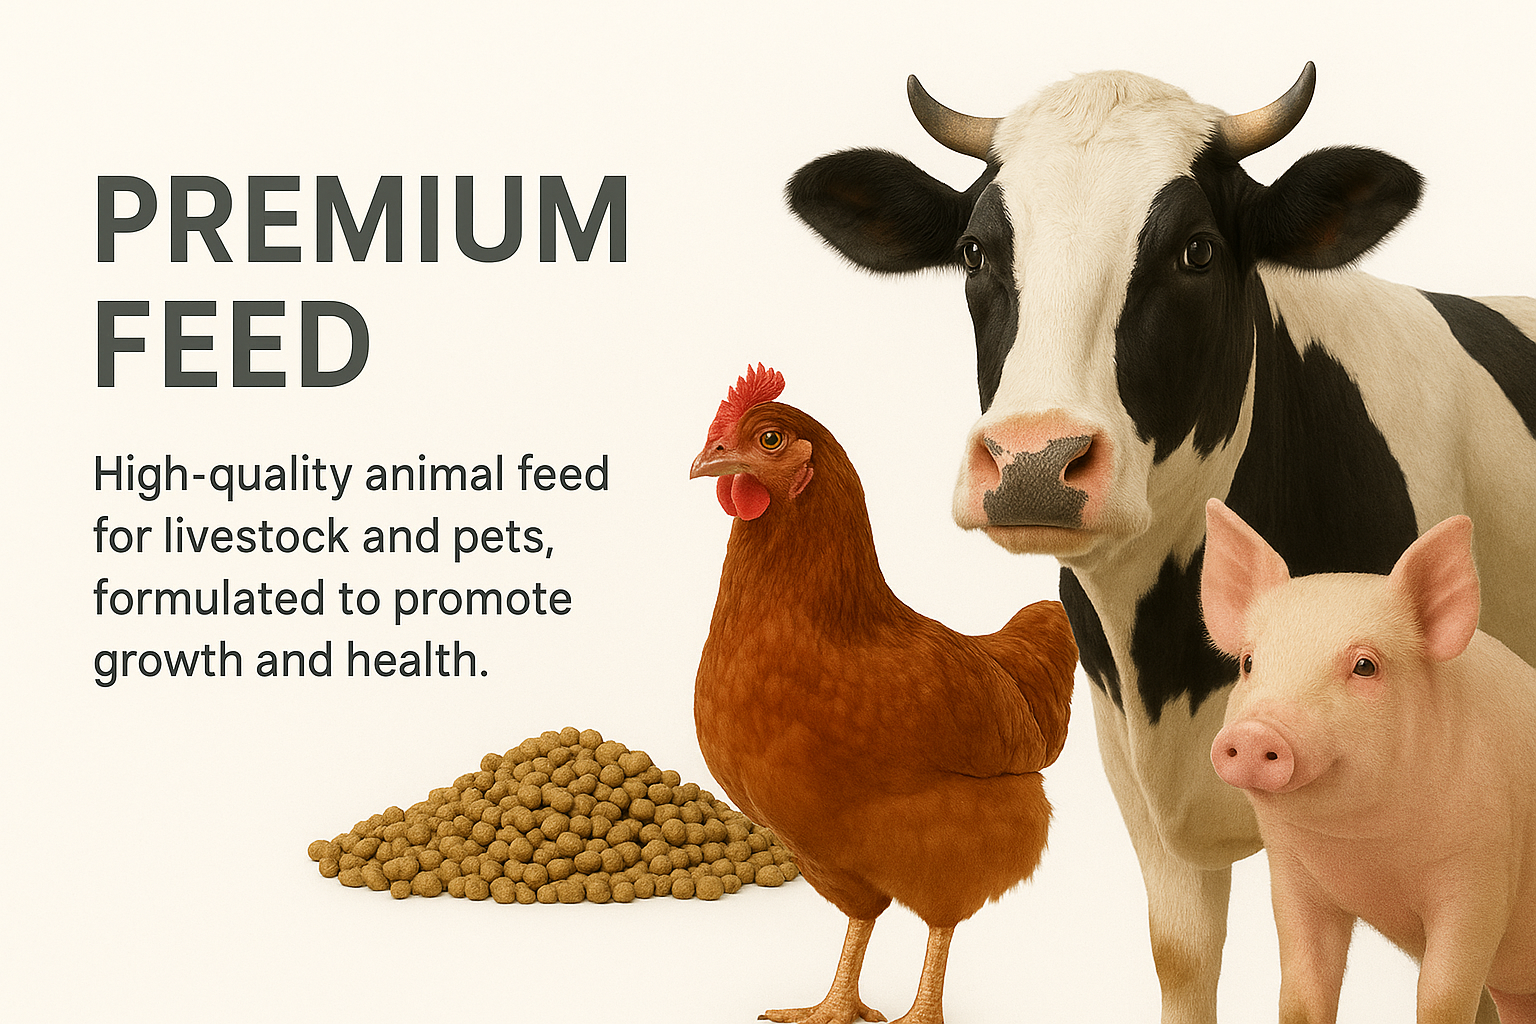 PREMIUM
FEED
High-quality animal feed
for livestock and pets,
formulated to promote
growth and health.